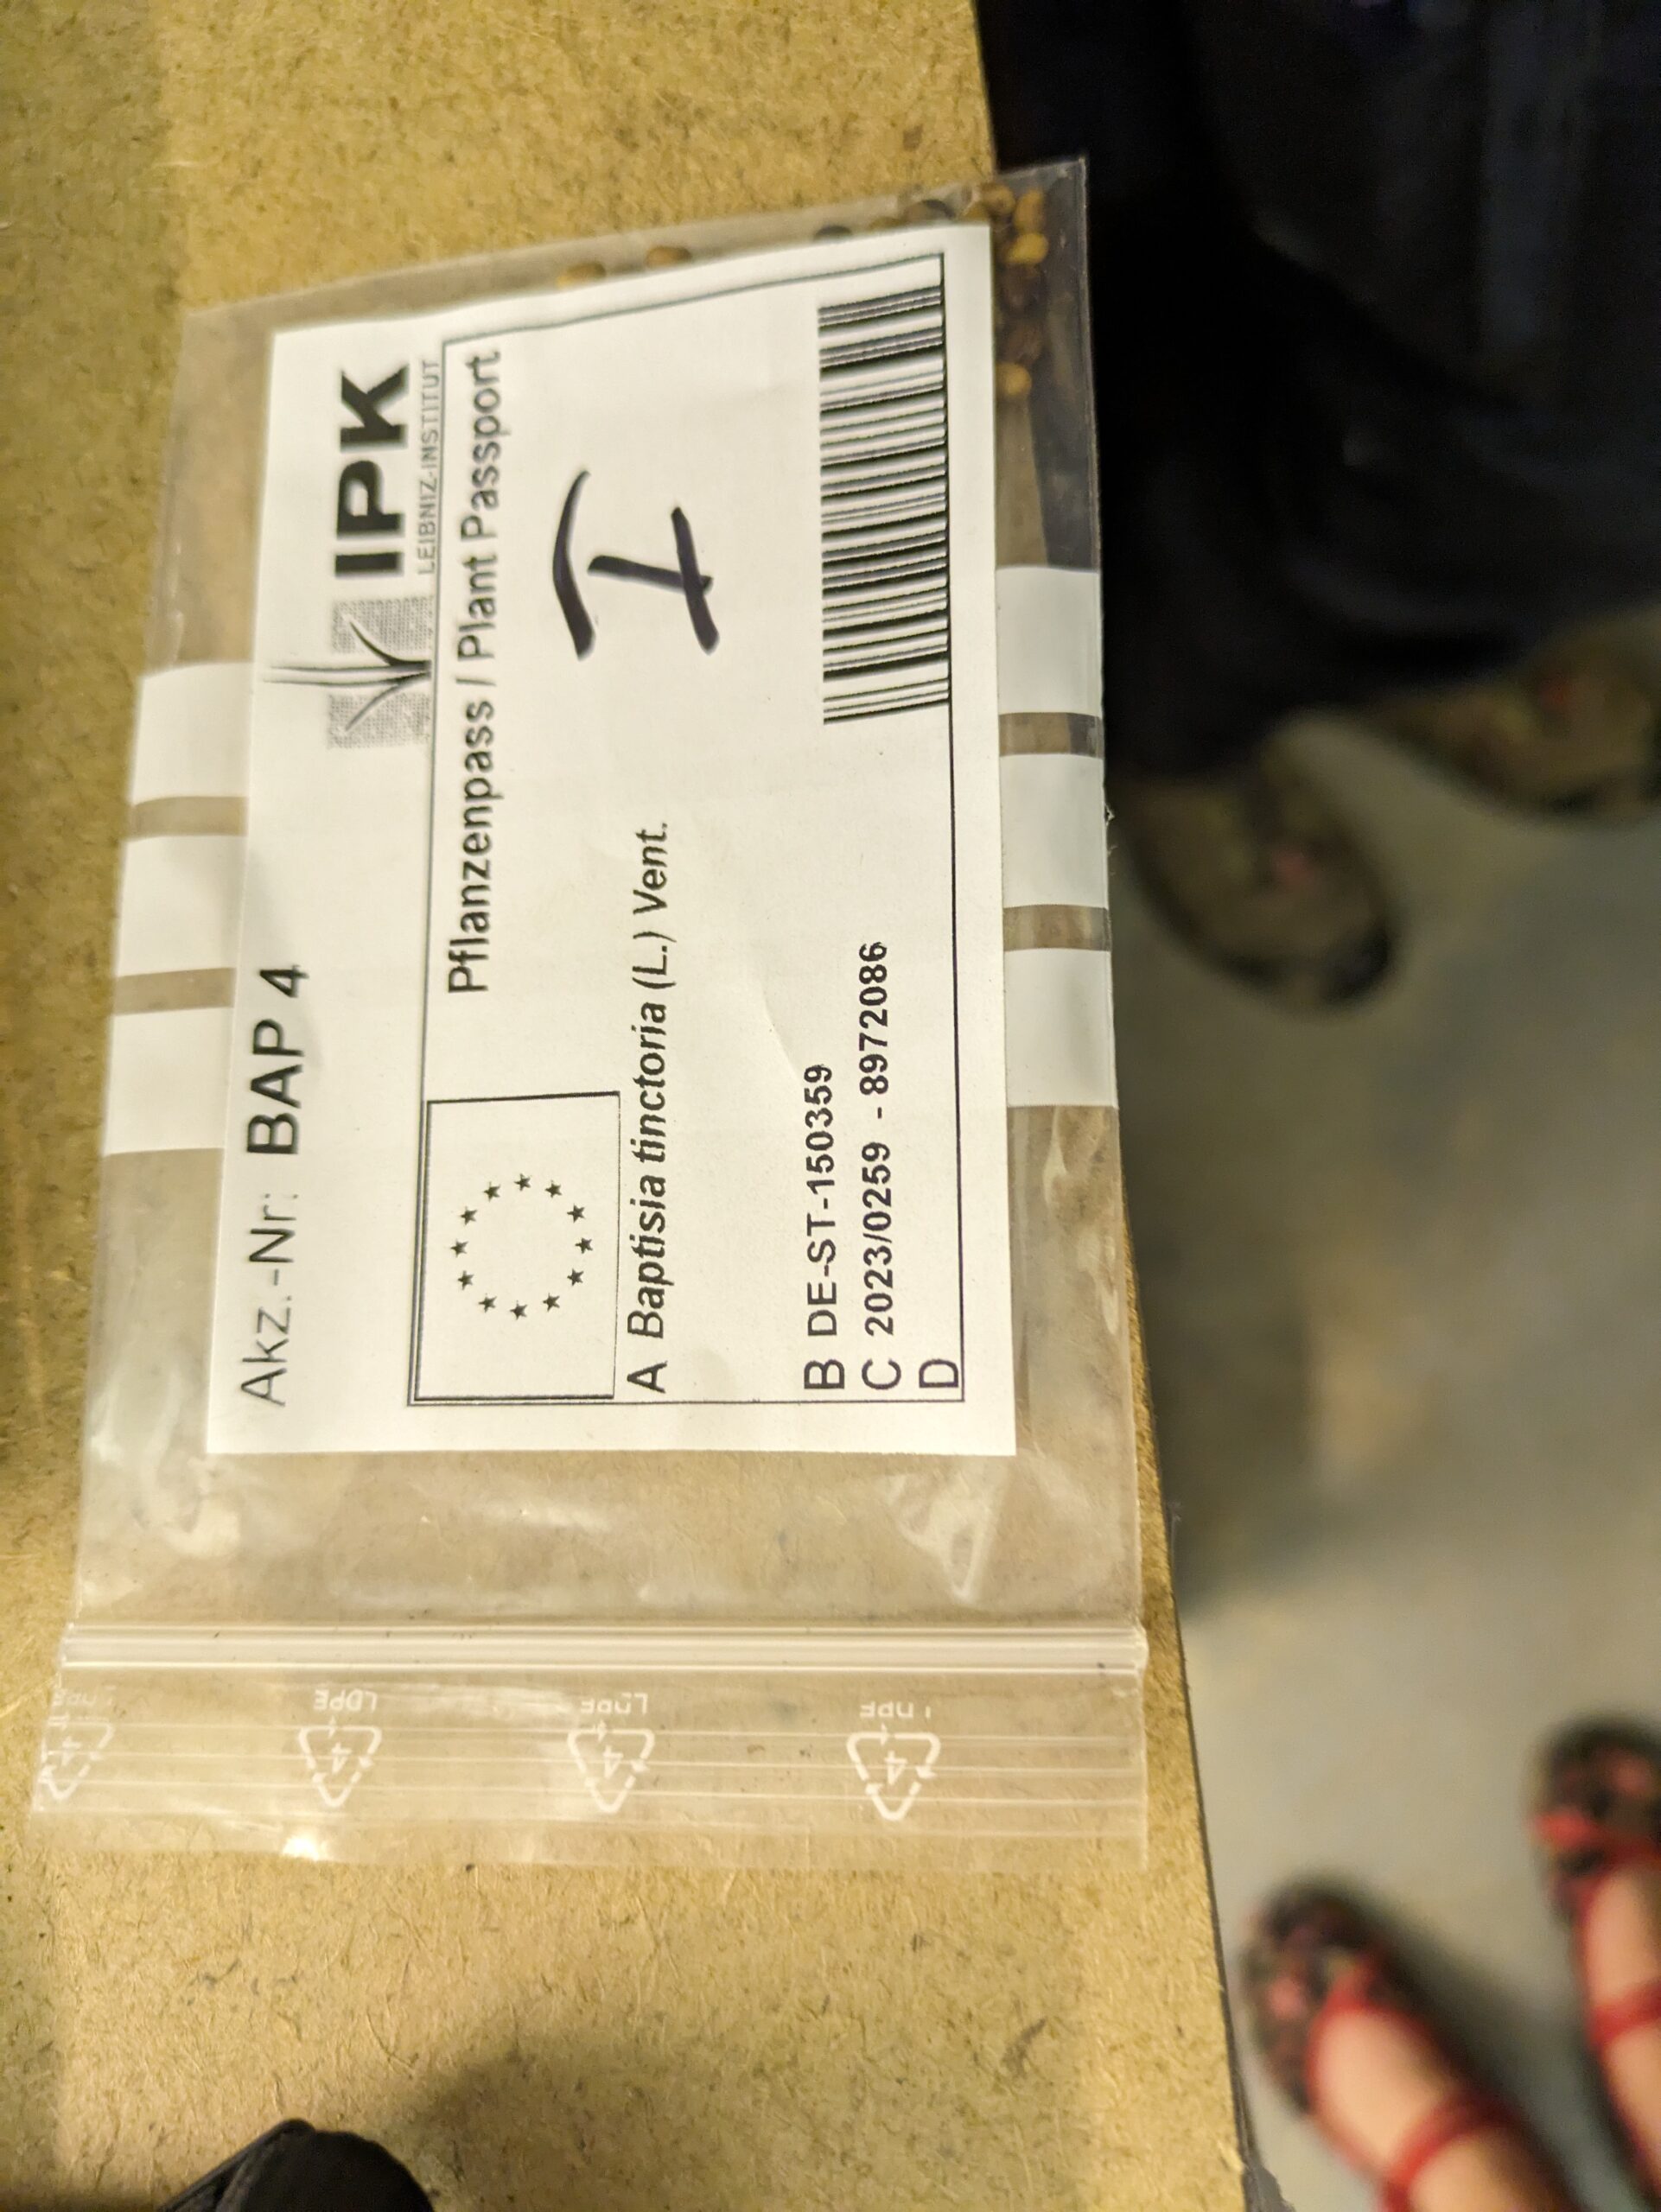 Akz.-Nr: BAP 4
IPK
LEIBNIZ-INSTITUT
Pflanzenpass / Plant Passport
I
A Baptisia tinctoria (L.) Vent.
B DE-ST-150359
C 2023/0259 - 8972086
D
4 4 4 4
LDPE LDPE LDPE LDPE